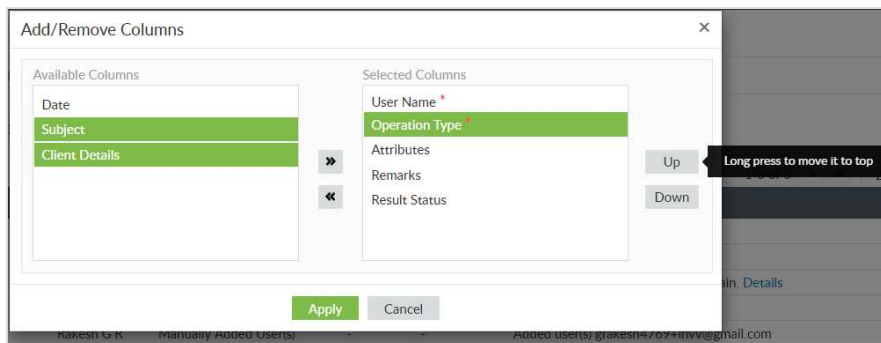 Add/Remove Columns ×
Available Columns
Selected Columns
Date
Subject
Client Details
User Name *
Operation Type *
Attributes
Remarks
Result Status
»
«
Up
Down
Long press to move it to top
ain. Details
Apply
Cancel
Rakesh G R Manually Added User(s) - - Added user(s) grakesh4769+invv@gmail.com